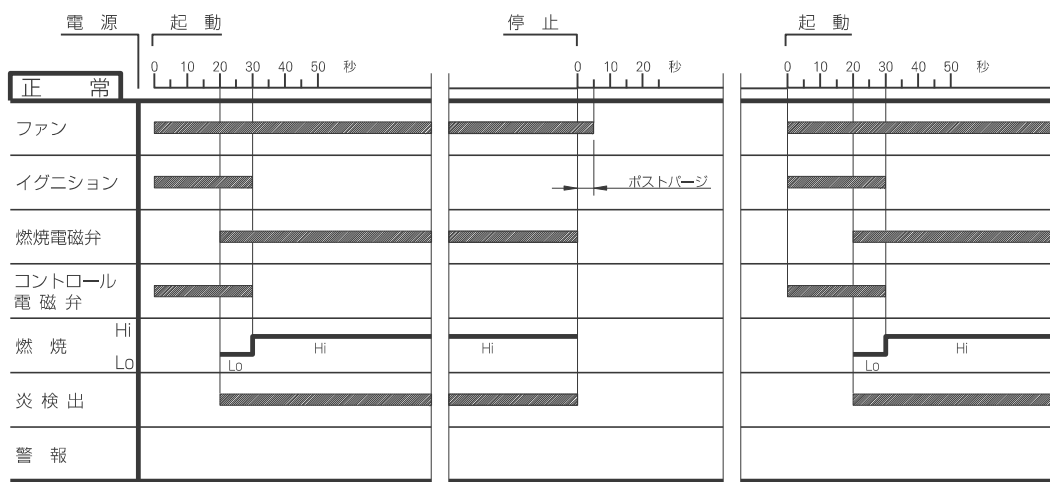 電 源 起 動 停 止 起 動
0 10 20 30 40 50 秒 0 10 20 秒 0 10 20 30 40 50 秒
正 常
ファン
イグニション ポストパージ
燃焼電磁弁
コントロール
電 磁 弁
Hi
燃 焼 Hi Hi Hi
Lo Lo Lo
炎 検 出
警 報